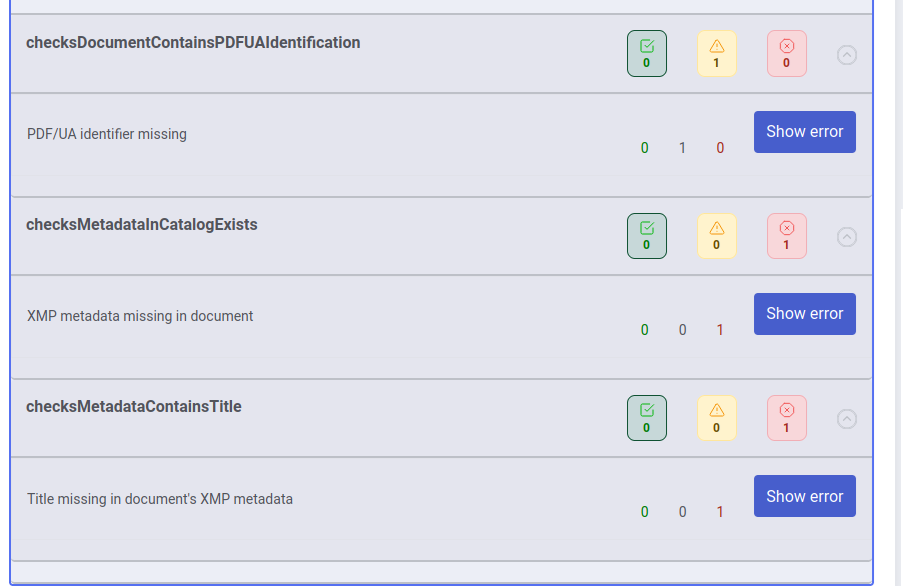 checksDocumentContainsPDFUAIdentification
0 1 0
PDF/UA identifier missing
0 1 0 Show error
checksMetadataInCatalogExists
0 0 1
XMP metadata missing in document
0 0 1 Show error
checksMetadataContainsTitle
0 0 1
Title missing in document's XMP metadata
0 0 1 Show error